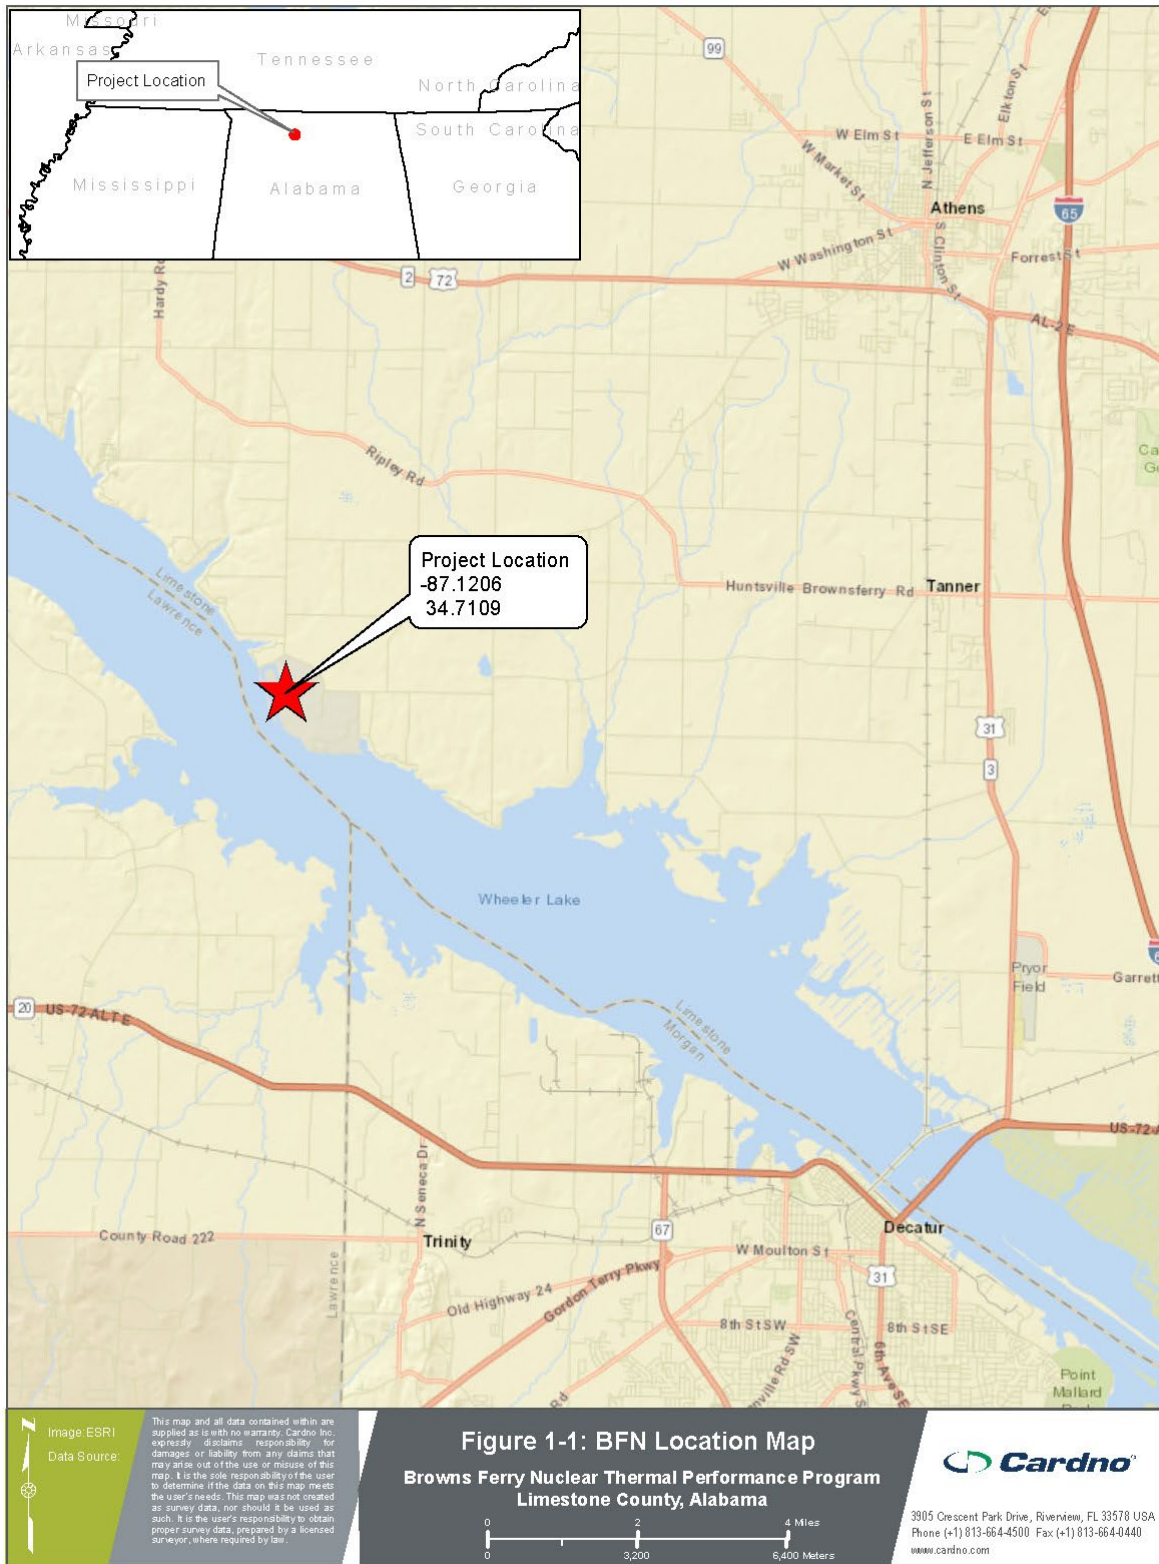 Missouri
Arkansas
Tennessee
Project Location
North Carolina
South Carolina
Mississippi
Alabama
Georgia
99
Elkton St
W Elm St
E Elm St
N Jefferson St
W Market St
Athens
65
W Washington St
S Clinton St
Forrest St
Hardy Rd
2
72
AL-2 E
Ripley Rd
Project Location
-87.1206
34.7109
Limestone
Lawrence
Huntsville Brownsferry Rd
Tanner
31
3
Wheeler Lake
Pryor
Field
Garrett
20
US-72 ALT E
Limestone
Morgan
US-72-A
N Seneca Dr
67
Decatur
County Road 222
Trinity
W Moulton St
Lawrence
Old Highway 24
Gordon Terry Pkwy
31
8th St SW
8th St SE
Central Pkwy S
6th Ave SE
Rd
Point
Mallard
N
Image: ESRI
Data Source:
This map and all data contained within are
supplied as is with no warranty. Cardno Inc.
expressly disclaims responsibility for
damages or liability from any claims that
may arise out of the use or misuse of this
map. It is the sole responsibility of the user
to determine if the data on this map meets
the user's needs. This map was not created
as survey data, nor should it be used as
such. It is the user's responsibility to obtain
proper survey data, prepared by a licensed
surveyor, where required by law.
Figure 1-1: BFN Location Map
Browns Ferry Nuclear Thermal Performance Program
Limestone County, Alabama
0 2 4 Miles
0 3,200 6,400 Meters
Cardno
3905 Crescent Park Drive, Riverview, FL 33578 USA
Phone (+1) 813-664-4500 Fax (+1) 813-664-0440
www.cardno.com